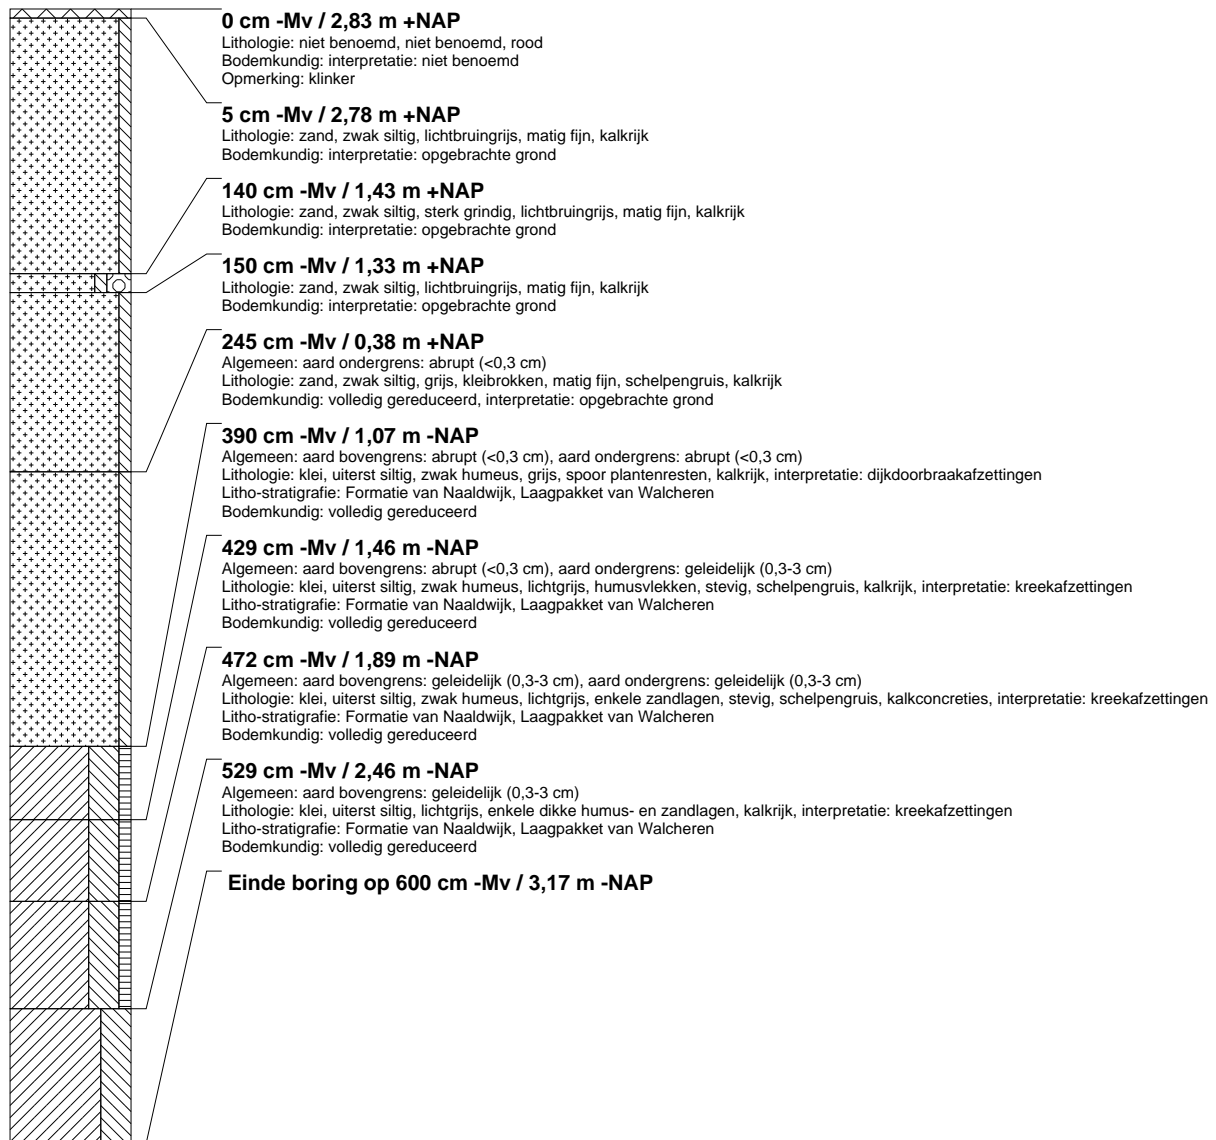 0 cm -Mv / 2,83 m +NAP
Lithologie: niet benoemd, niet benoemd, rood
Bodemkundig: interpretatie: niet benoemd
Opmerking: klinker
5 cm -Mv / 2,78 m +NAP
Lithologie: zand, zwak siltig, lichtbruingrijs, matig fijn, kalkrijk
Bodemkundig: interpretatie: opgebrachte grond
140 cm -Mv / 1,43 m +NAP
Lithologie: zand, zwak siltig, sterk grindig, lichtbruingrijs, matig fijn, kalkrijk
Bodemkundig: interpretatie: opgebrachte grond
150 cm -Mv / 1,33 m +NAP
Lithologie: zand, zwak siltig, lichtbruingrijs, matig fijn, kalkrijk
Bodemkundig: interpretatie: opgebrachte grond
245 cm -Mv / 0,38 m +NAP
Algemeen: aard ondergrens: abrupt (<0,3 cm)
Lithologie: zand, zwak siltig, grijs, kleibrokken, matig fijn, schelpengruis, kalkrijk
Bodemkundig: volledig gereduceerd, interpretatie: opgebrachte grond
390 cm -Mv / 1,07 m -NAP
Algemeen: aard bovengrens: abrupt (<0,3 cm), aard ondergrens: abrupt (<0,3 cm)
Lithologie: klei, uiterst siltig, zwak humeus, grijs, spoor plantenresten, kalkrijk, interpretatie: dijkdoorbraakafzettingen
Litho-stratigrafie: Formatie van Naaldwijk, Laagpakket van Walcheren
Bodemkundig: volledig gereduceerd
429 cm -Mv / 1,46 m -NAP
Algemeen: aard bovengrens: abrupt (<0,3 cm), aard ondergrens: geleidelijk (0,3-3 cm)
Lithologie: klei, uiterst siltig, zwak humeus, lichtgrijs, humusvlekken, stevig, schelpengruis, kalkrijk, interpretatie: kreekafzettingen
Litho-stratigrafie: Formatie van Naaldwijk, Laagpakket van Walcheren
Bodemkundig: volledig gereduceerd
472 cm -Mv / 1,89 m -NAP
Algemeen: aard bovengrens: geleidelijk (0,3-3 cm), aard ondergrens: geleidelijk (0,3-3 cm)
Lithologie: klei, uiterst siltig, zwak humeus, lichtgrijs, enkele zandlagen, stevig, schelpengruis, kalkconcreties, interpretatie: kreekafzettingen
Litho-stratigrafie: Formatie van Naaldwijk, Laagpakket van Walcheren
Bodemkundig: volledig gereduceerd
529 cm -Mv / 2,46 m -NAP
Algemeen: aard bovengrens: geleidelijk (0,3-3 cm)
Lithologie: klei, uiterst siltig, lichtgrijs, enkele dikke humus- en zandlagen, kalkrijk, interpretatie: kreekafzettingen
Litho-stratigrafie: Formatie van Naaldwijk, Laagpakket van Walcheren
Bodemkundig: volledig gereduceerd
Einde boring op 600 cm -Mv / 3,17 m -NAP